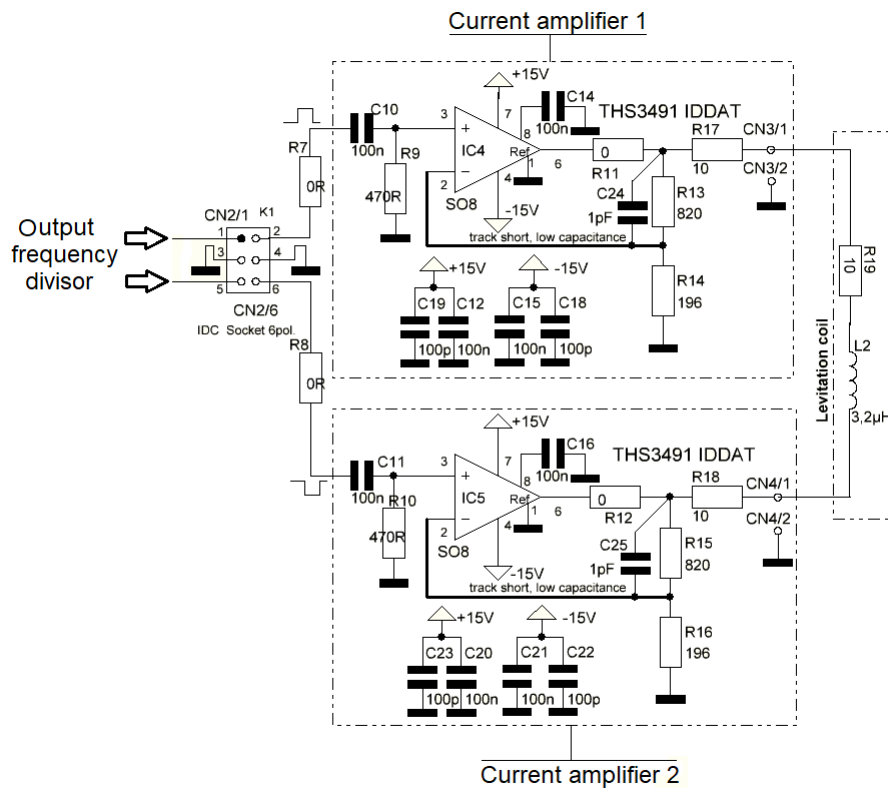 Current amplifier 1
+15V
C10
100n
3
7
C14
100n
8
THS3491 IDDAT
R7
0R
R9
470R
+
IC4
Ref
1
6
2
−
4
SO8
-15V
0
R11
R17
10
CN3/1
CN3/2
C24
1pF
R13
820
track short, low capacitance
Output
frequency
divisor
CN2/1
K1
1
2
3
4
5
6
CN2/6
IDC Socket 6pol.
+15V
-15V
C19
C12
C15
C18
100p
100n
100n
100p
R14
196
R19
10
Levitation coil
L2
3,2µH
R8
0R
+15V
C11
100n
3
7
C16
100n
8
THS3491 IDDAT
R10
470R
+
IC5
Ref
1
6
2
−
4
SO8
-15V
0
R12
R18
10
CN4/1
CN4/2
C25
1pF
R15
820
track short, low capacitance
+15V
-15V
C23
C20
C21
C22
100p
100n
100n
100p
R16
196
Current amplifier 2